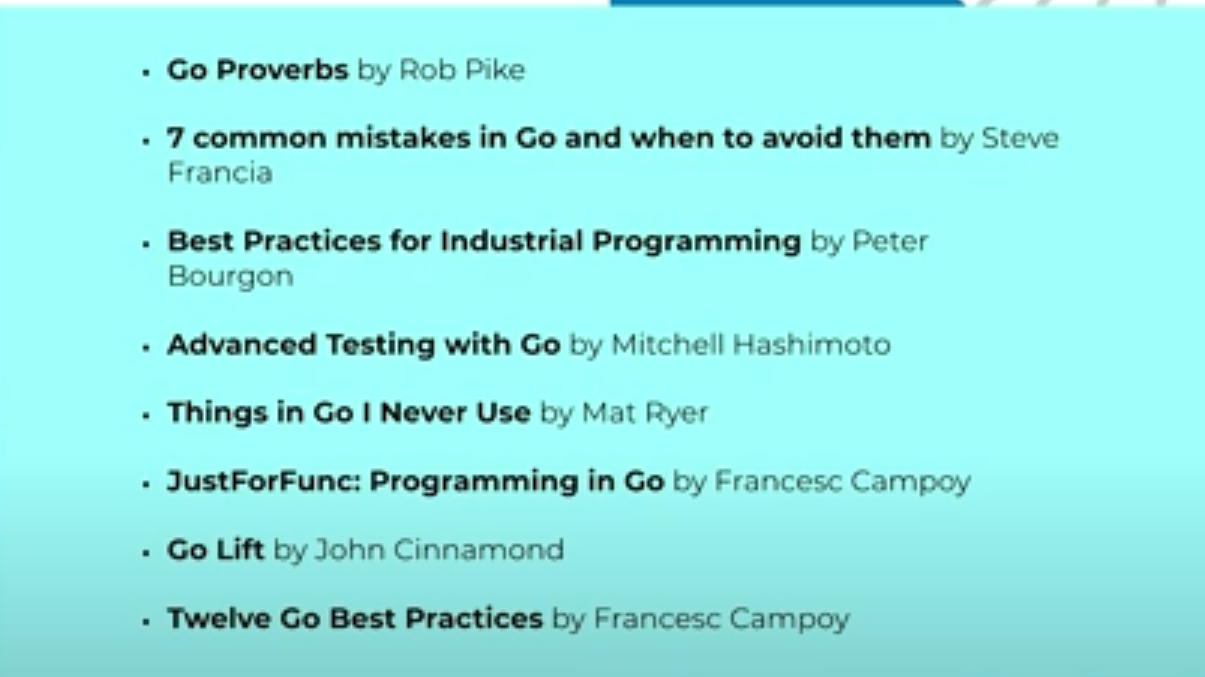 • Go Proverbs by Rob Pike
• 7 common mistakes in Go and when to avoid them by Steve
Francia
• Best Practices for Industrial Programming by Peter
Bourgon
• Advanced Testing with Go by Mitchell Hashimoto
• Things in Go I Never Use by Mat Ryer
• JustForFunc: Programming in Go by Francesc Campoy
• Go Lift by John Cinnamond
• Twelve Go Best Practices by Francesc Campoy